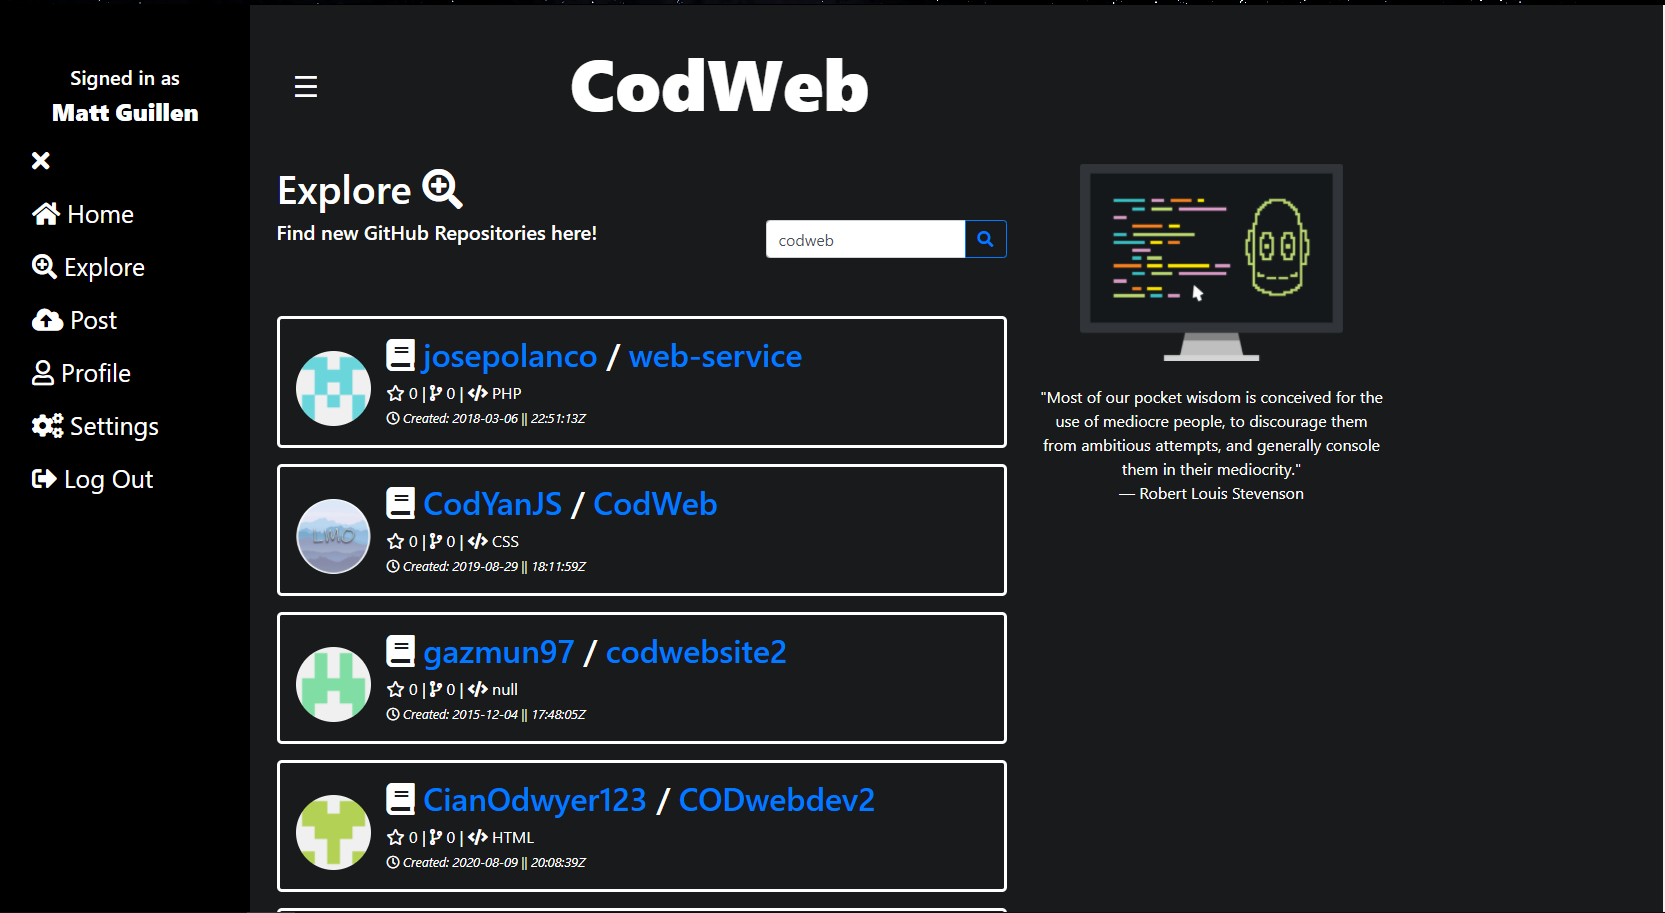 Signed in as
Matt Guillen
Home
Explore
Post
Profile
Settings
Log Out
CodWeb
Explore
Find new GitHub Repositories here!
codweb
josepolanco / web-service
0 | 0 | PHP
Created: 2018-03-06 || 22:51:13Z
CodYanJS / CodWeb
LIMO
0 | 0 | CSS
Created: 2019-08-29 || 18:11:59Z
gazmun97 / codwebsite2
0 | 0 | null
Created: 2015-12-04 || 17:48:05Z
CianOdwyer123 / CODwebdev2
0 | 0 | HTML
Created: 2020-08-09 || 20:08:39Z
"Most of our pocket wisdom is conceived for the
use of mediocre people, to discourage them
from ambitious attempts, and generally console
them in their mediocrity."
— Robert Louis Stevenson